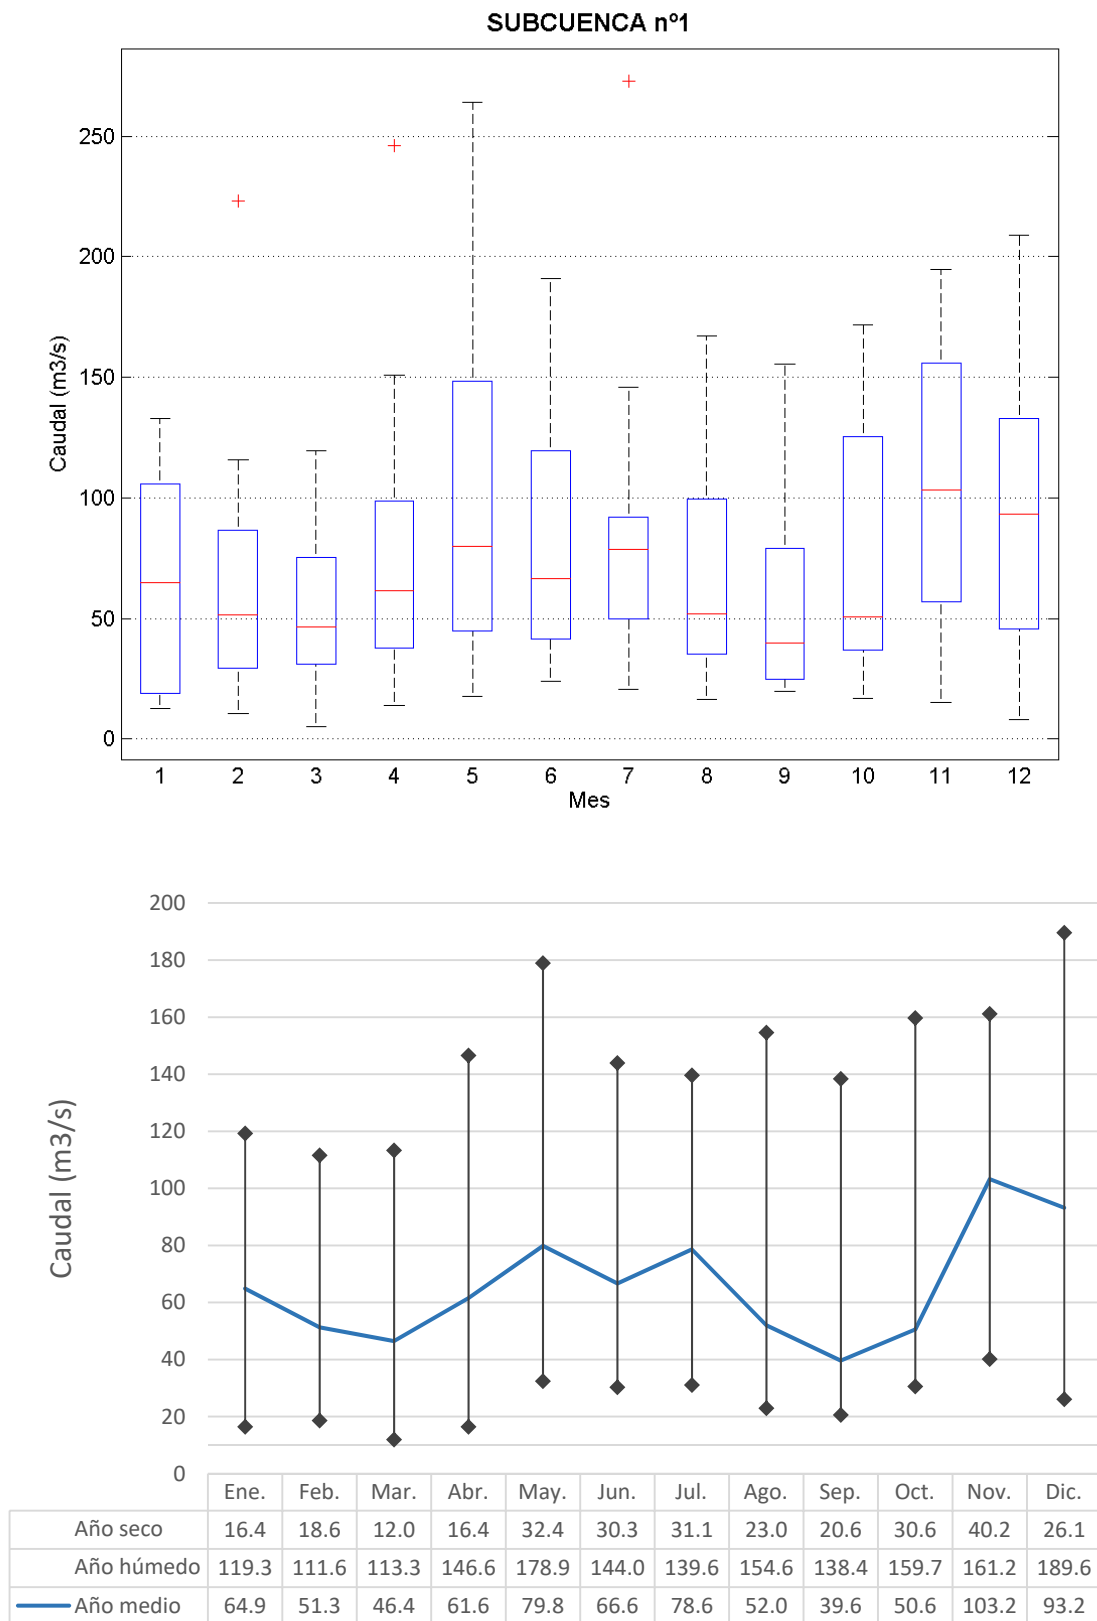 SUBCUENCA nº1
250
200
150
100
50
0
Caudal (m3/s)
1 2 3 4 5 6 7 8 9 10 11 12
Mes
200
180
160
140
120
100
80
60
40
20
0
Caudal (m3/s)
Ene. Feb. Mar. Abr. May. Jun. Jul. Ago. Sep. Oct. Nov. Dic.
Año seco 16.4 18.6 12.0 16.4 32.4 30.3 31.1 23.0 20.6 30.6 40.2 26.1
Año húmedo 119.3 111.6 113.3 146.6 178.9 144.0 139.6 154.6 138.4 159.7 161.2 189.6
Año medio 64.9 51.3 46.4 61.6 79.8 66.6 78.6 52.0 39.6 50.6 103.2 93.2